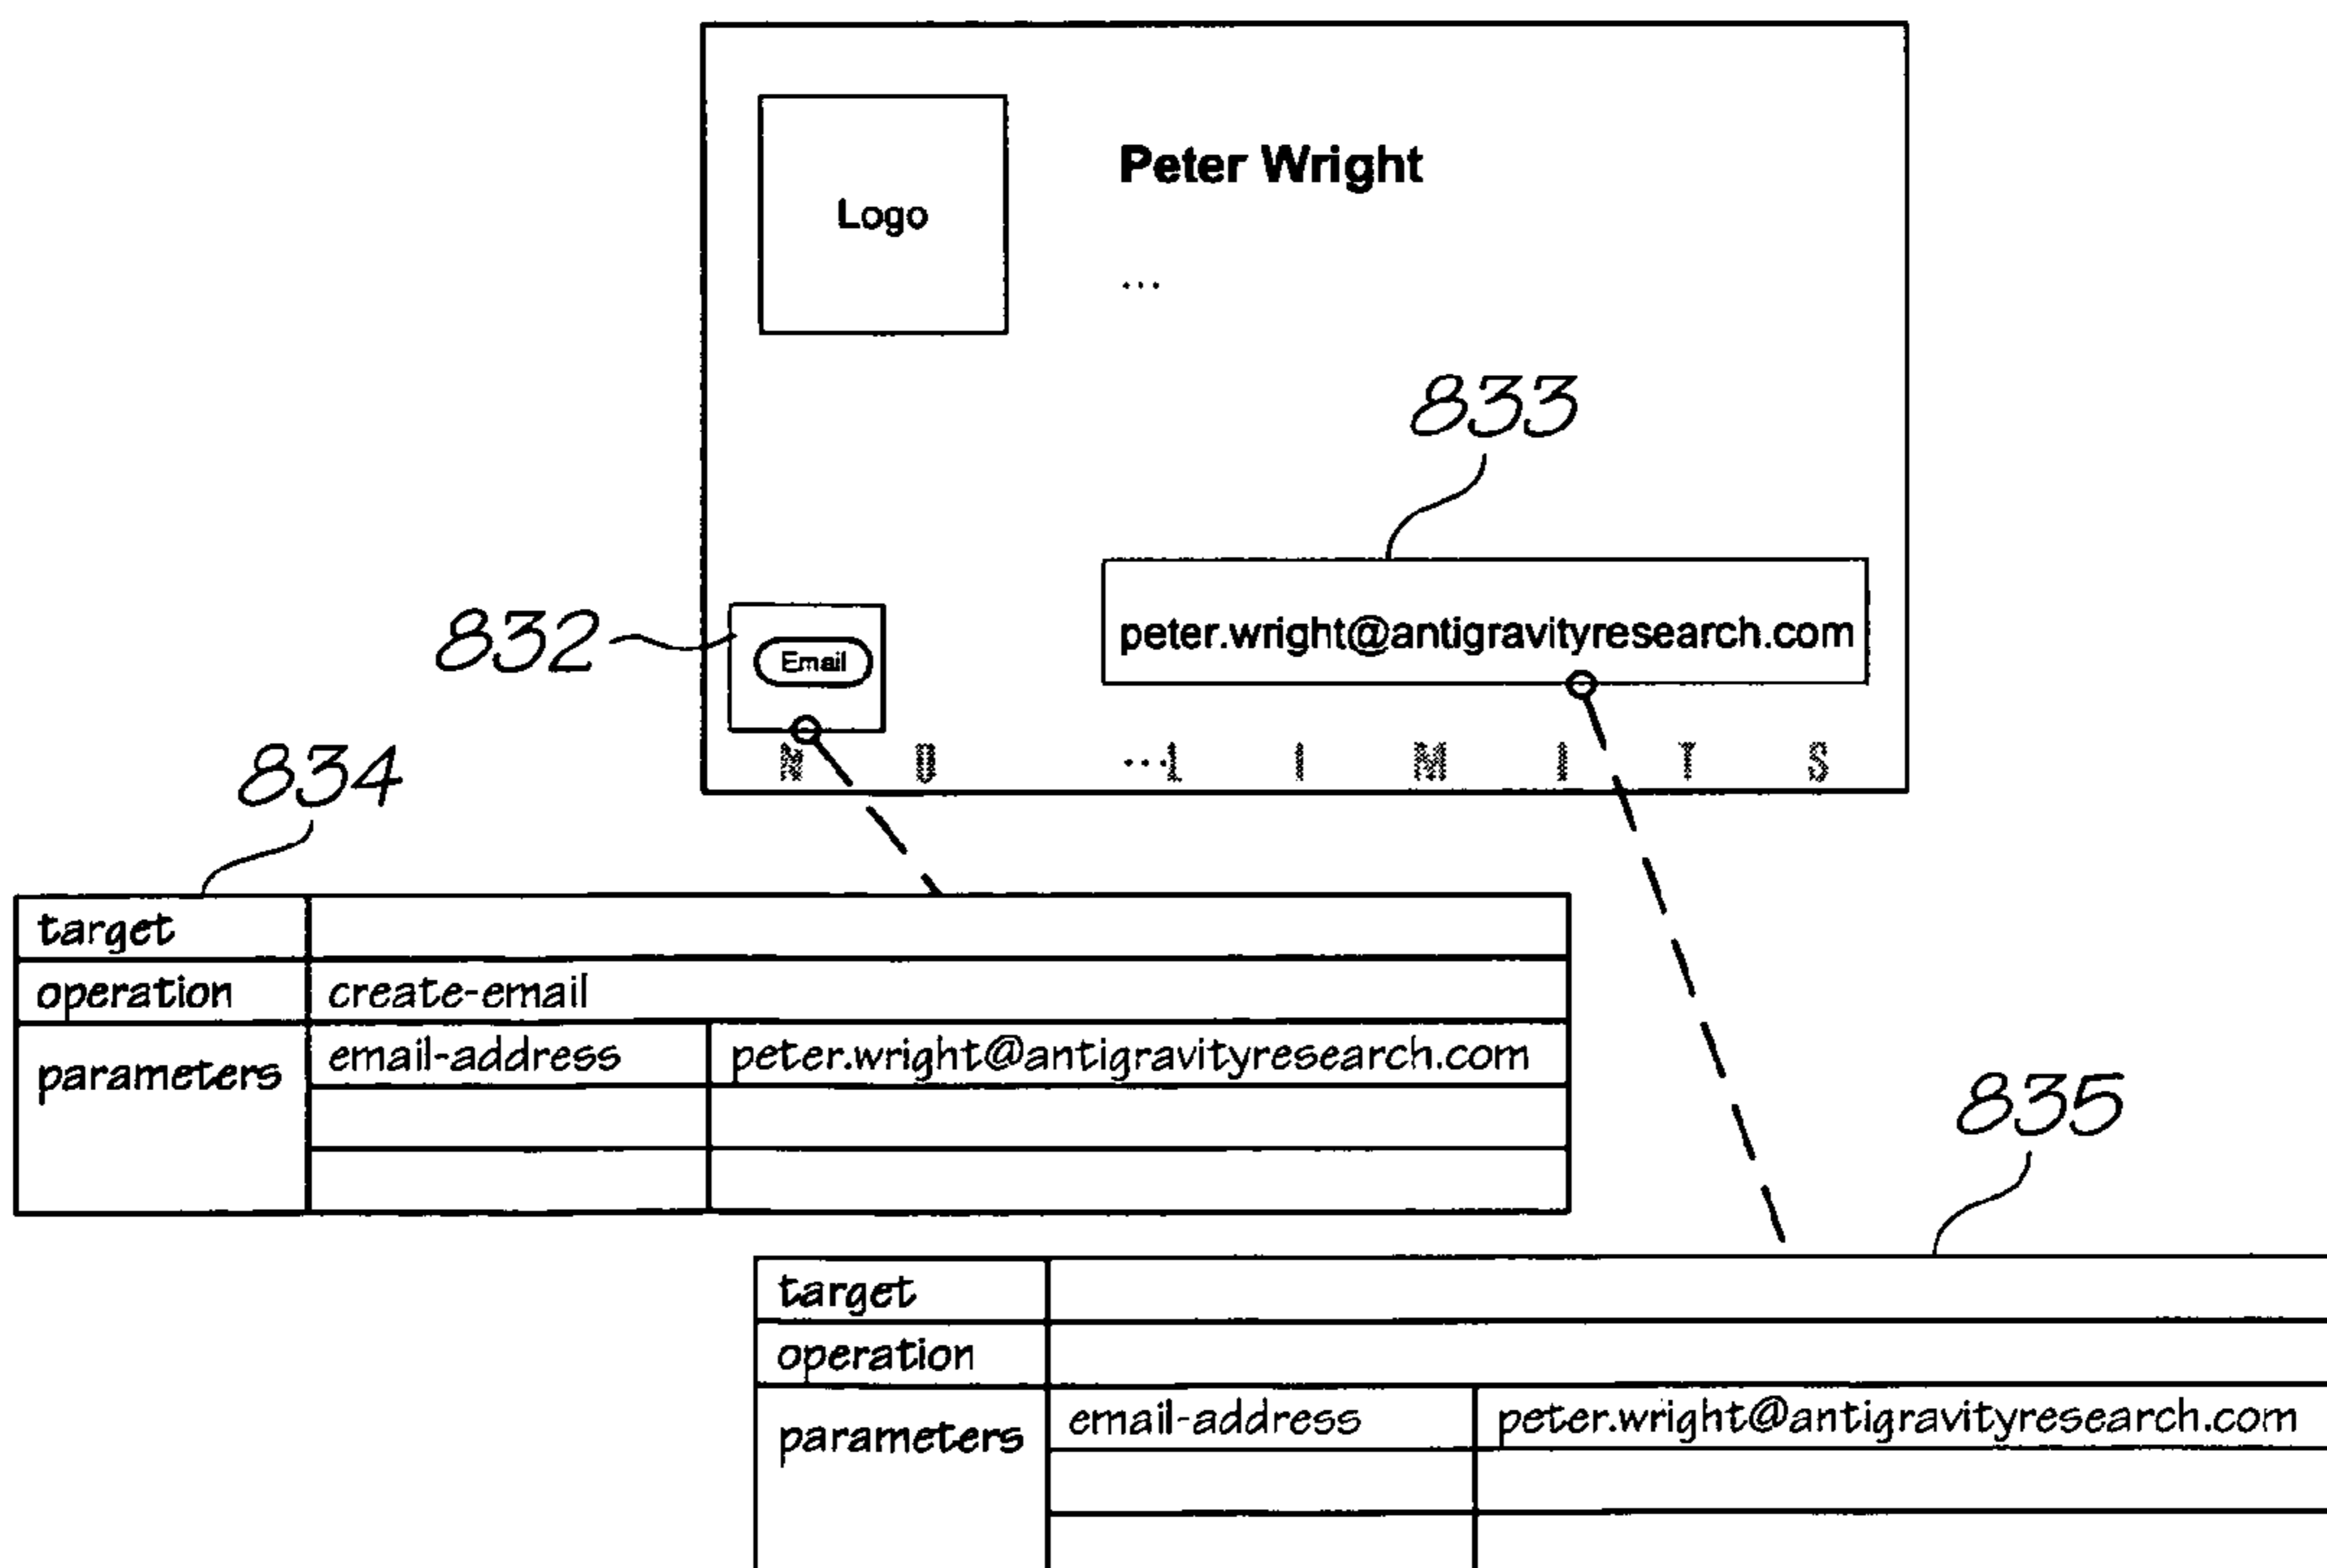 Peter Wright
Logo
...
833
peter.wright@antigravityresearch.com
832
Email
...L I M I T S
834
target
operation create-email
parameters email-address peter.wright@antigravityresearch.com
835
target
operation
parameters email-address peter.wright@antigravityresearch.com